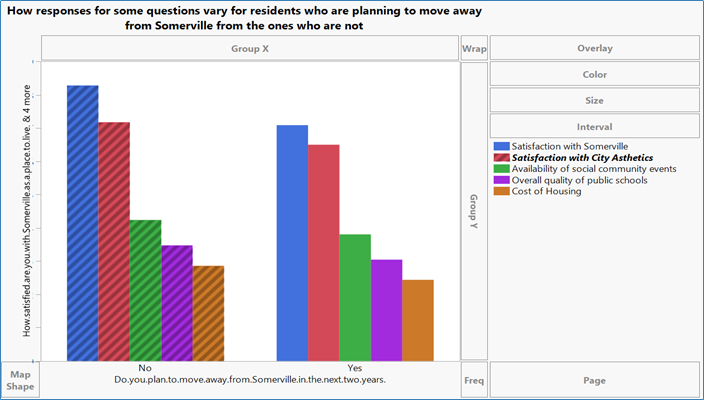 How responses for some questions vary for residents who are planning to move away
from Somerville from the ones who are not
Group X
Wrap
Overlay
Color
Size
Interval
Satisfaction with Somerville
Satisfaction with City Asthetics
Availability of social community events
Overall quality of public schools
Cost of Housing
How.satisfied.are.you.with.Somerville.as.a.place.to.live. & 4 more
Group Y
No
Yes
Do.you.plan.to.move.away.from.Somerville.in.the.next.two.years.
Map
Shape
Freq
Page